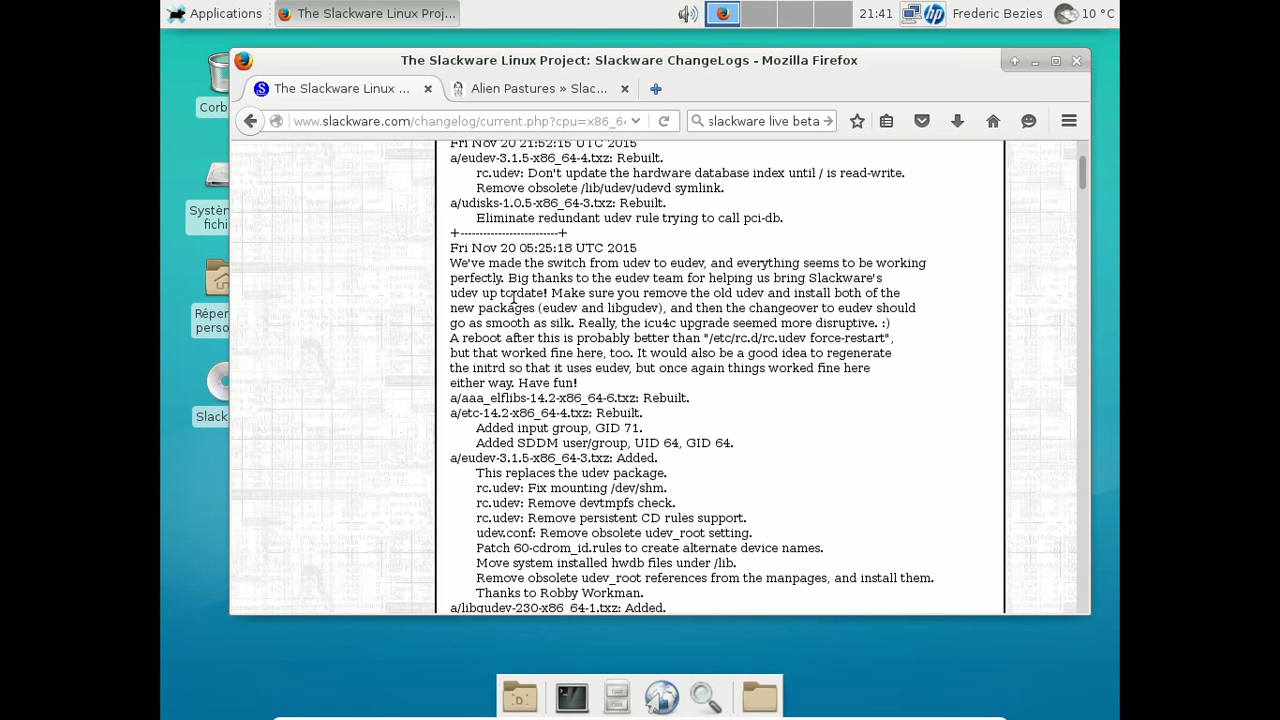 Applications
The Slackware Linux Proj...
21:41
Frederic Bezies
10 °C
The Slackware Linux Project: Slackware ChangeLogs - Mozilla Firefox
The Slackware Linux ...
Alien Pastures » Slac...
www.slackware.com/changelog/current.php?cpu=x86_6
slackware live beta
Corb
Système
fichi
Réper
perso
Slack
Fri Nov 20 21:52:15 UTC 2015
a/eudev-3.1.5-x86_64-4.txz: Rebuilt.
rc.udev: Don't update the hardware database index until / is read-write.
Remove obsolete /lib/udev/udevd symlink.
a/udisks-1.0.5-x86_64-3.txz: Rebuilt.
Eliminate redundant udev rule trying to call pci-db.
+--------------------------+
Fri Nov 20 05:25:18 UTC 2015
We've made the switch from udev to eudev, and everything seems to be working
perfectly. Big thanks to the eudev team for helping us bring Slackware's
udev up to date! Make sure you remove the old udev and install both of the
new packages (eudev and libgudev), and then the changeover to eudev should
go as smooth as silk. Really, the icu4c upgrade seemed more disruptive. :)
A reboot after this is probably better than "/etc/rc.d/rc.udev force-restart",
but that worked fine here, too. It would also be a good idea to regenerate
the initrd so that it uses eudev, but once again things worked fine here
either way. Have fun!
a/aaa_elflibs-14.2-x86_64-6.txz: Rebuilt.
a/etc-14.2-x86_64-4.txz: Rebuilt.
Added input group, GID 71.
Added SDDM user/group, UID 64, GID 64.
a/eudev-3.1.5-x86_64-3.txz: Added.
This replaces the udev package.
rc.udev: Fix mounting /dev/shm.
rc.udev: Remove devtmpfs check.
rc.udev: Remove persistent CD rules support.
udev.conf: Remove obsolete udev_root setting.
Patch 60-cdrom_id.rules to create alternate device names.
Move system installed hwdb files under /lib.
Remove obsolete udev_root references from the manpages, and install them.
Thanks to Robby Workman.
a/libgudev-230-x86_64-1.txz: Added.